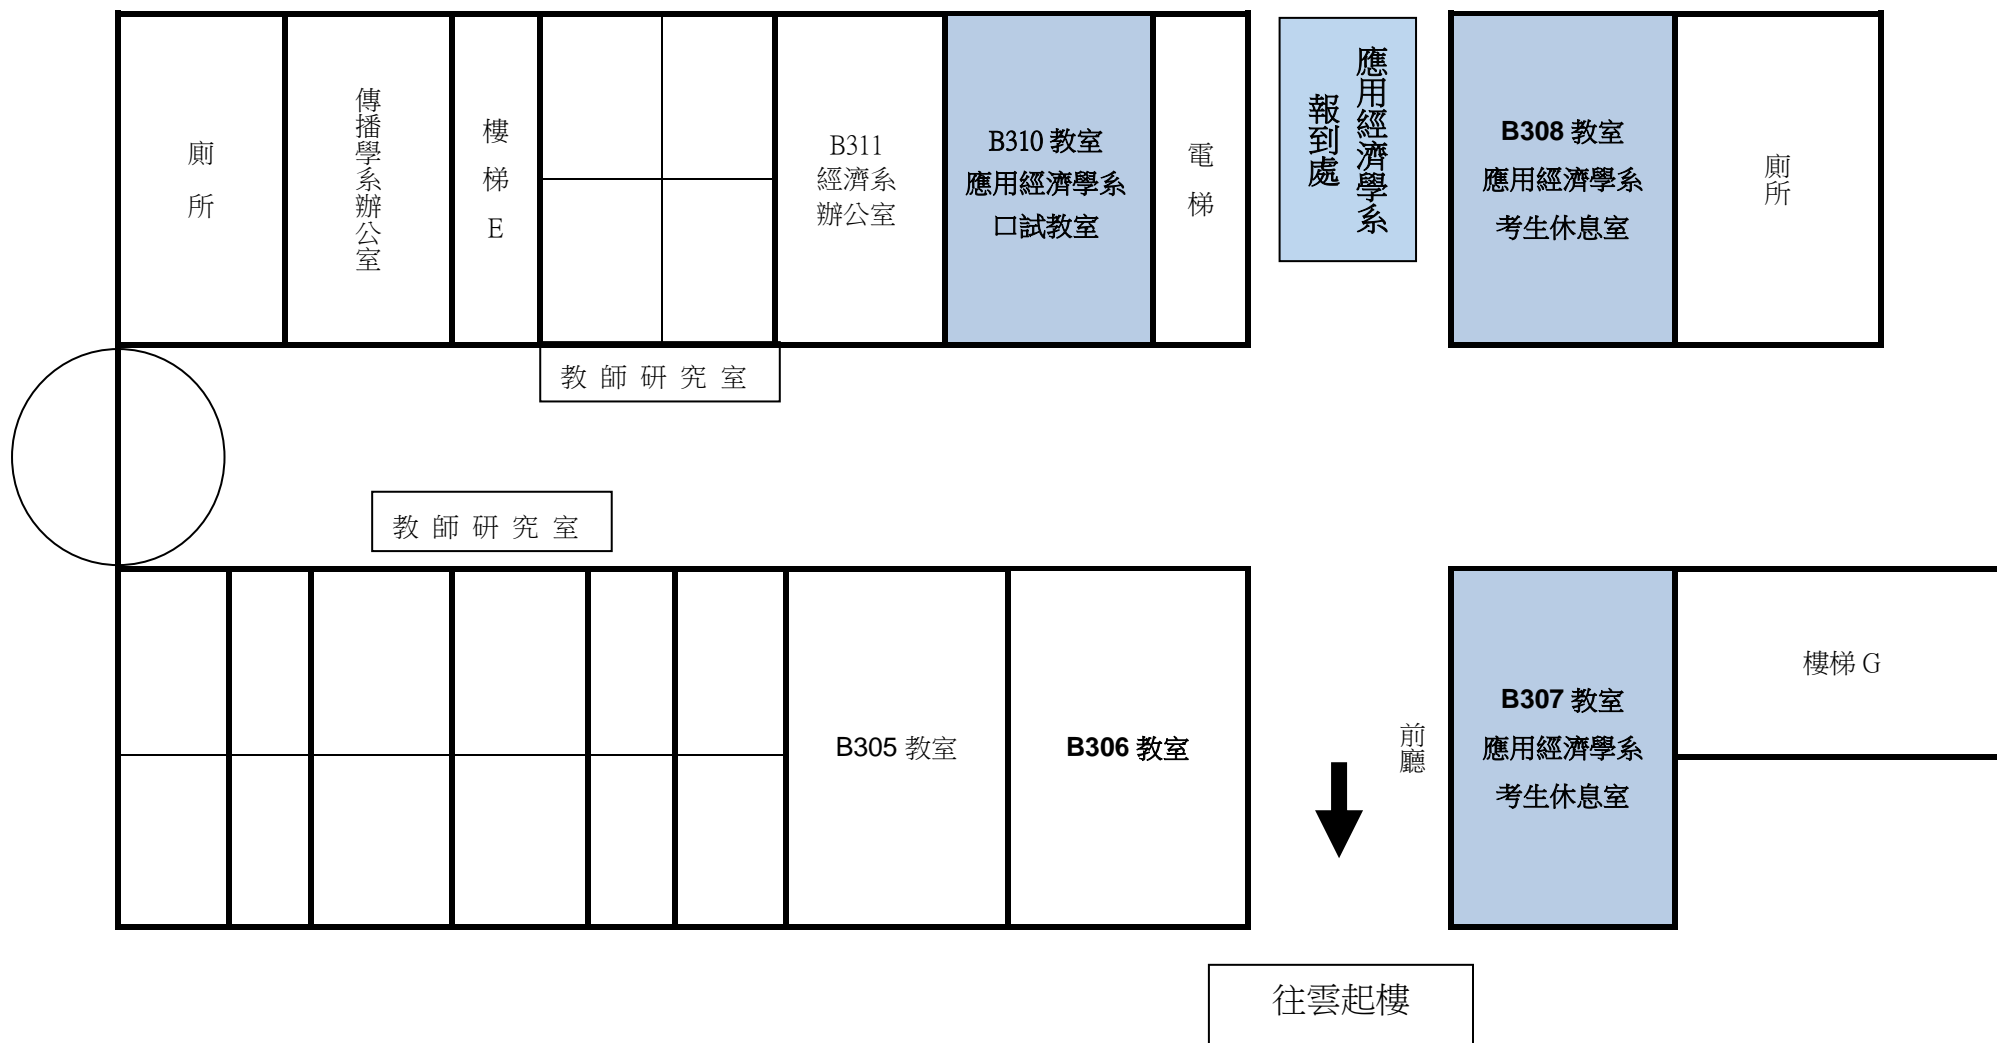 廁所
傳播學系辦公室
樓梯E
B311
經濟系
辦公室
B310 教室
應用經濟學系
口試教室
電梯
應用經濟學系
報到處
B308 教室
應用經濟學系
考生休息室
廁所
教師研究室
教師研究室
B305 教室
B306 教室
前廳
B307 教室
應用經濟學系
考生休息室
樓梯 G
往雲起樓